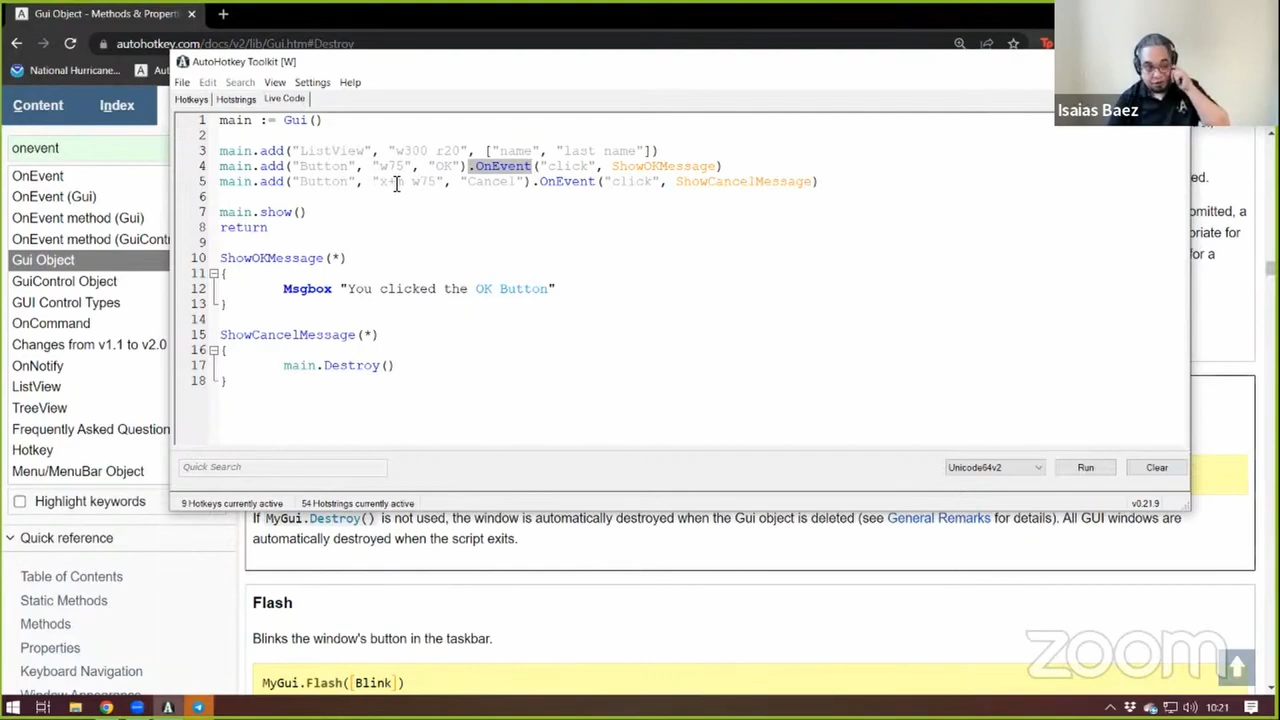 Gui Object - Methods & Properti
autohotkey.com/docs/v2/lib/Gui.htm#Destroy
National Hurricane...
Content
Index
onevent
OnEvent
OnEvent (Gui)
OnEvent method (Gui)
OnEvent method (GuiCont
Gui Object
GuiControl Object
GUI Control Types
OnCommand
Changes from v1.1 to v2.0
OnNotify
ListView
TreeView
Frequently Asked Question
Hotkey
Menu/MenuBar Object
Highlight keywords
Quick reference
Table of Contents
Static Methods
Methods
Properties
Keyboard Navigation
AutoHotkey Toolkit [W]
File Edit Search View Settings Help
Hotkeys Hotstrings Live Code
1 main := Gui()
2
3 main.add("ListView", "w300 r20", ["name", "last name"])
4 main.add("Button", "w75", "OK").OnEvent("click", ShowOKMessage)
5 main.add("Button", "x+m w75", "Cancel").OnEvent("click", ShowCancelMessage)
6
7 main.show()
8 return
9
10 ShowOKMessage(*)
11 {
12 Msgbox "You clicked the OK Button"
13 }
14
15 ShowCancelMessage(*)
16 {
17 main.Destroy()
18 }
Quick Search
Unicode64v2
Run
Clear
9 Hotkeys currently active
54 Hotstrings currently active
v0.21.9
Isaias Baez
ed.
omitted, a
priate for
for a
If MyGui.Destroy() is not used, the window is automatically destroyed when the Gui object is deleted (see General Remarks for details). All GUI windows are
automatically destroyed when the script exits.
Flash
Blinks the window's button in the taskbar.
MyGui.Flash([Blink])
zoom
10:21